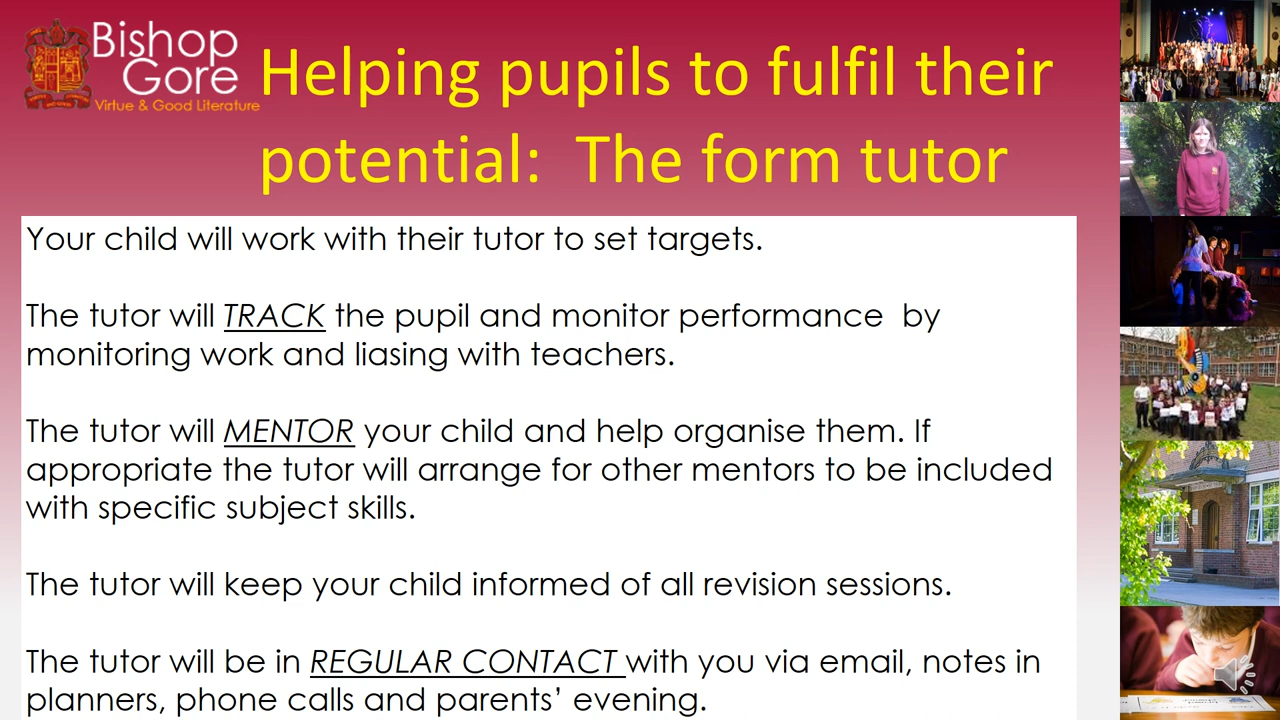 Bishop
Gore
Virtue & Good Literature
Helping pupils to fulfil their
potential:  The form tutor
Your child will work with their tutor to set targets.
The tutor will TRACK the pupil and monitor performance  by
monitoring work and liasing with teachers.
The tutor will MENTOR your child and help organise them. If
appropriate the tutor will arrange for other mentors to be included
with specific subject skills.
The tutor will keep your child informed of all revision sessions.
The tutor will be in REGULAR CONTACT with you via email, notes in
planners, phone calls and parents’ evening.